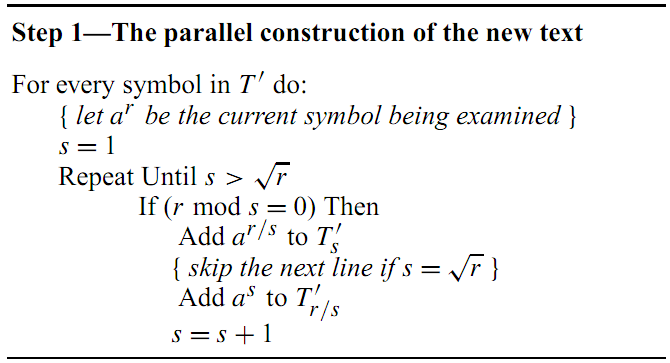 Step 1—The parallel construction of the new text
For every symbol in T′ do:
{ let aʳ be the current symbol being examined }
s = 1
Repeat Until s > √r
If (r mod s = 0) Then
Add a^{r/s} to T′_s
{ skip the next line if s = √r }
Add a^s to T′_{r/s}
s = s + 1